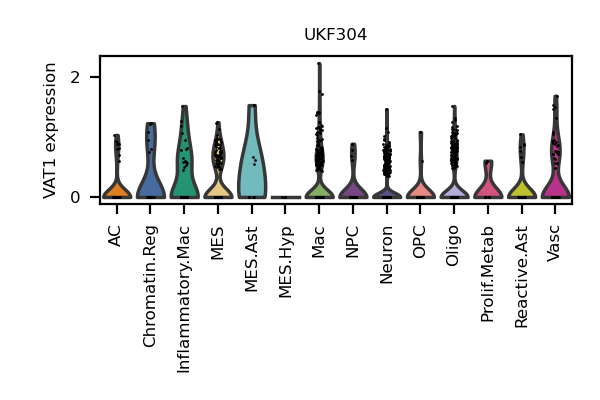 UKF304
VAT1 expression
2
0
AC
Chromatin.Reg
Inflammatory.Mac
MES
MES.Ast
MES.Hyp
Mac
NPC
Neuron
OPC
Oligo
Prolif.Metab
Reactive.Ast
Vasc